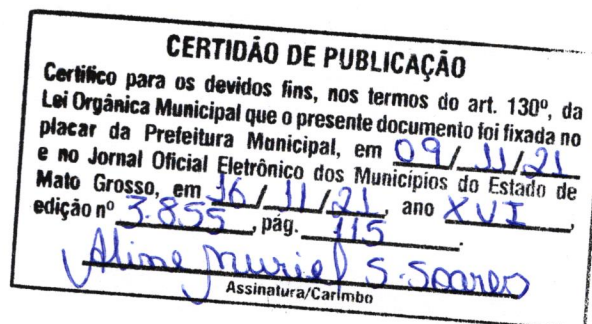 CERTIDÃO DE PUBLICAÇÃO
Certifico para os devidos fins, nos termos do art. 130º, da
Lei Orgânica Municipal que o presente documento foi fixada no
placar da Prefeitura Municipal, em 09/11/21
e no Jornal Oficial Eletrônico dos Municípios do Estado de
Mato Grosso, em 16/11/21, ano XVI,
edição nº 3.855, pág. 115.
Aline Muriel S. Soares
Assinatura/Carimbo